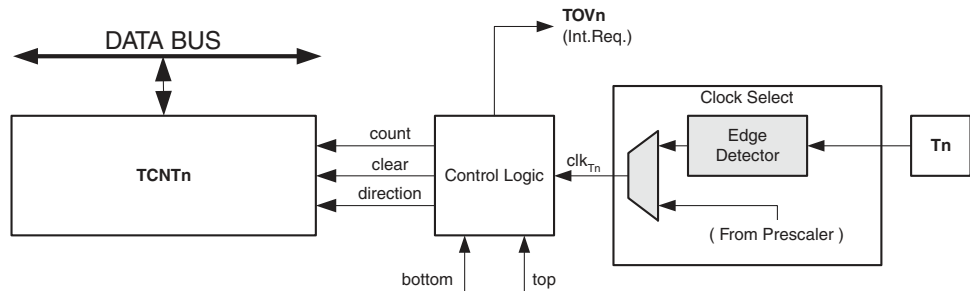 TOVn
(Int.Req.)
DATA BUS
Clock Select
count
Edge
Detector
Tn
TCNTn
clear
Control Logic
clkTn
direction
( From Prescaler )
bottom
top